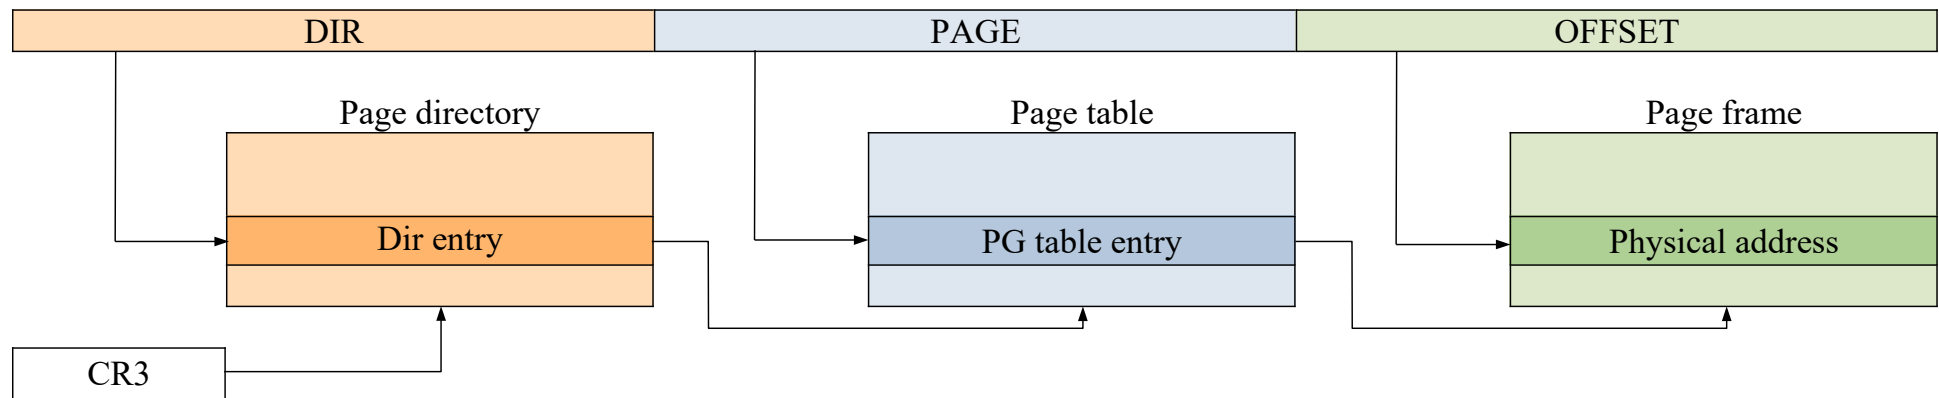 DIR PAGE OFFSET
Page directory Page table Page frame
Dir entry PG table entry Physical address
CR3